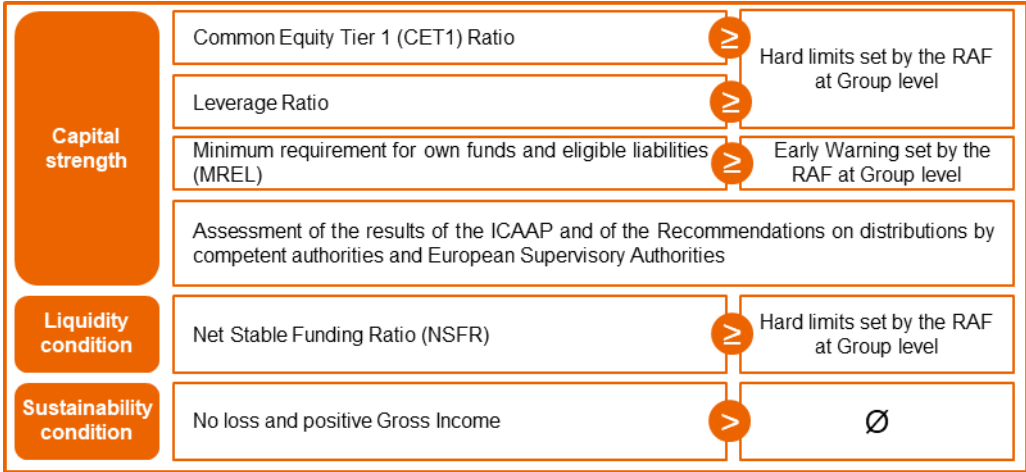 Capital
strength
Common Equity Tier 1 (CET1) Ratio
≥
Leverage Ratio
≥
Hard limits set by the RAF
at Group level
Minimum requirement for own funds and eligible liabilities
(MREL)
≥
Early Warning set by the
RAF at Group level
Assessment of the results of the ICAAP and of the Recommendations on distributions by
competent authorities and European Supervisory Authorities
Liquidity
condition
Net Stable Funding Ratio (NSFR)
≥
Hard limits set by the RAF
at Group level
Sustainability
condition
No loss and positive Gross Income
>
Ø